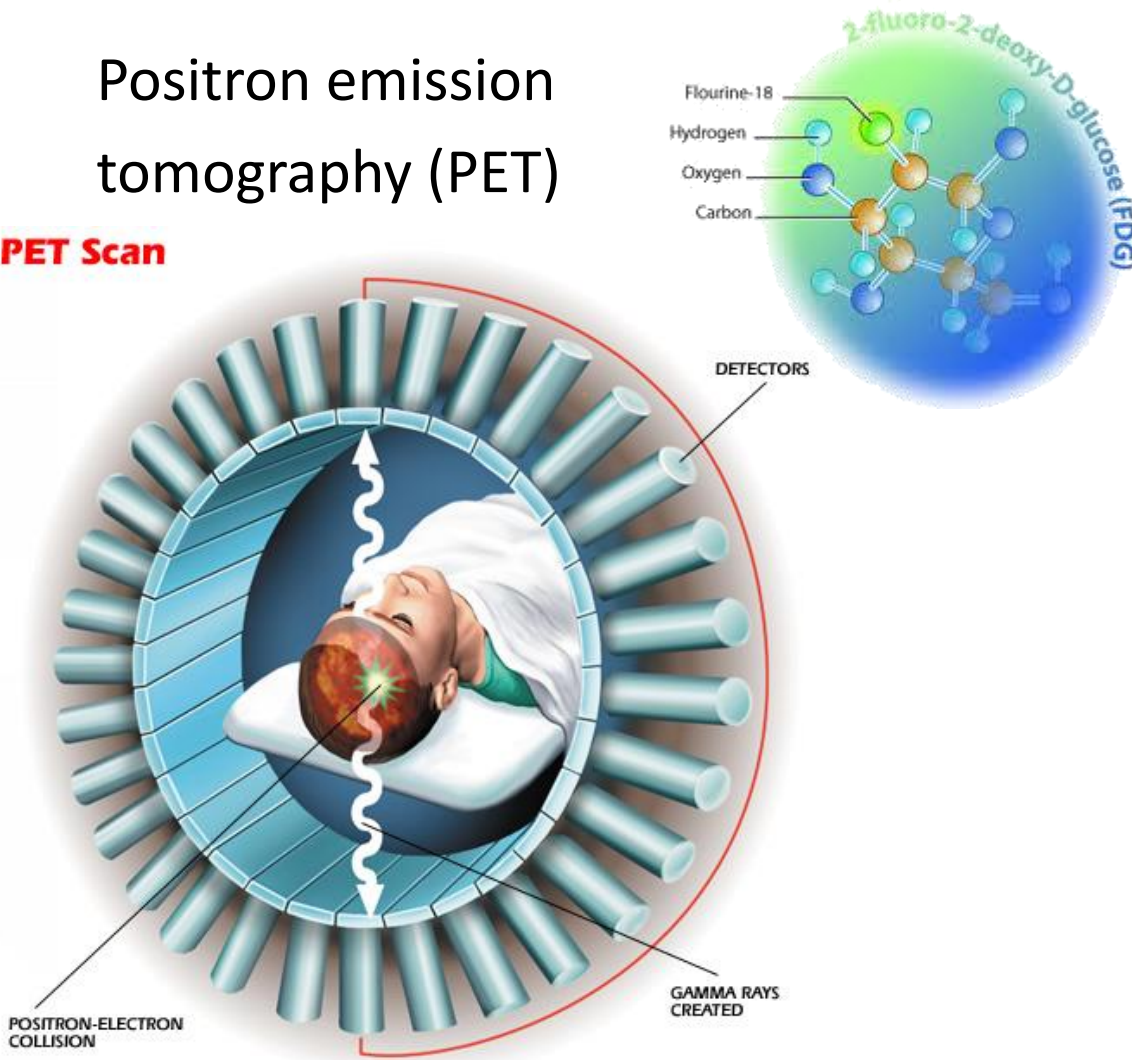 Positron emission
tomography (PET)
2-fluoro-2-deoxy-D-glucose (FDG)
Flourine-18
Hydrogen
Oxygen
Carbon
PET Scan
DETECTORS
GAMMA RAYS
CREATED
POSITRON-ELECTRON
COLLISION